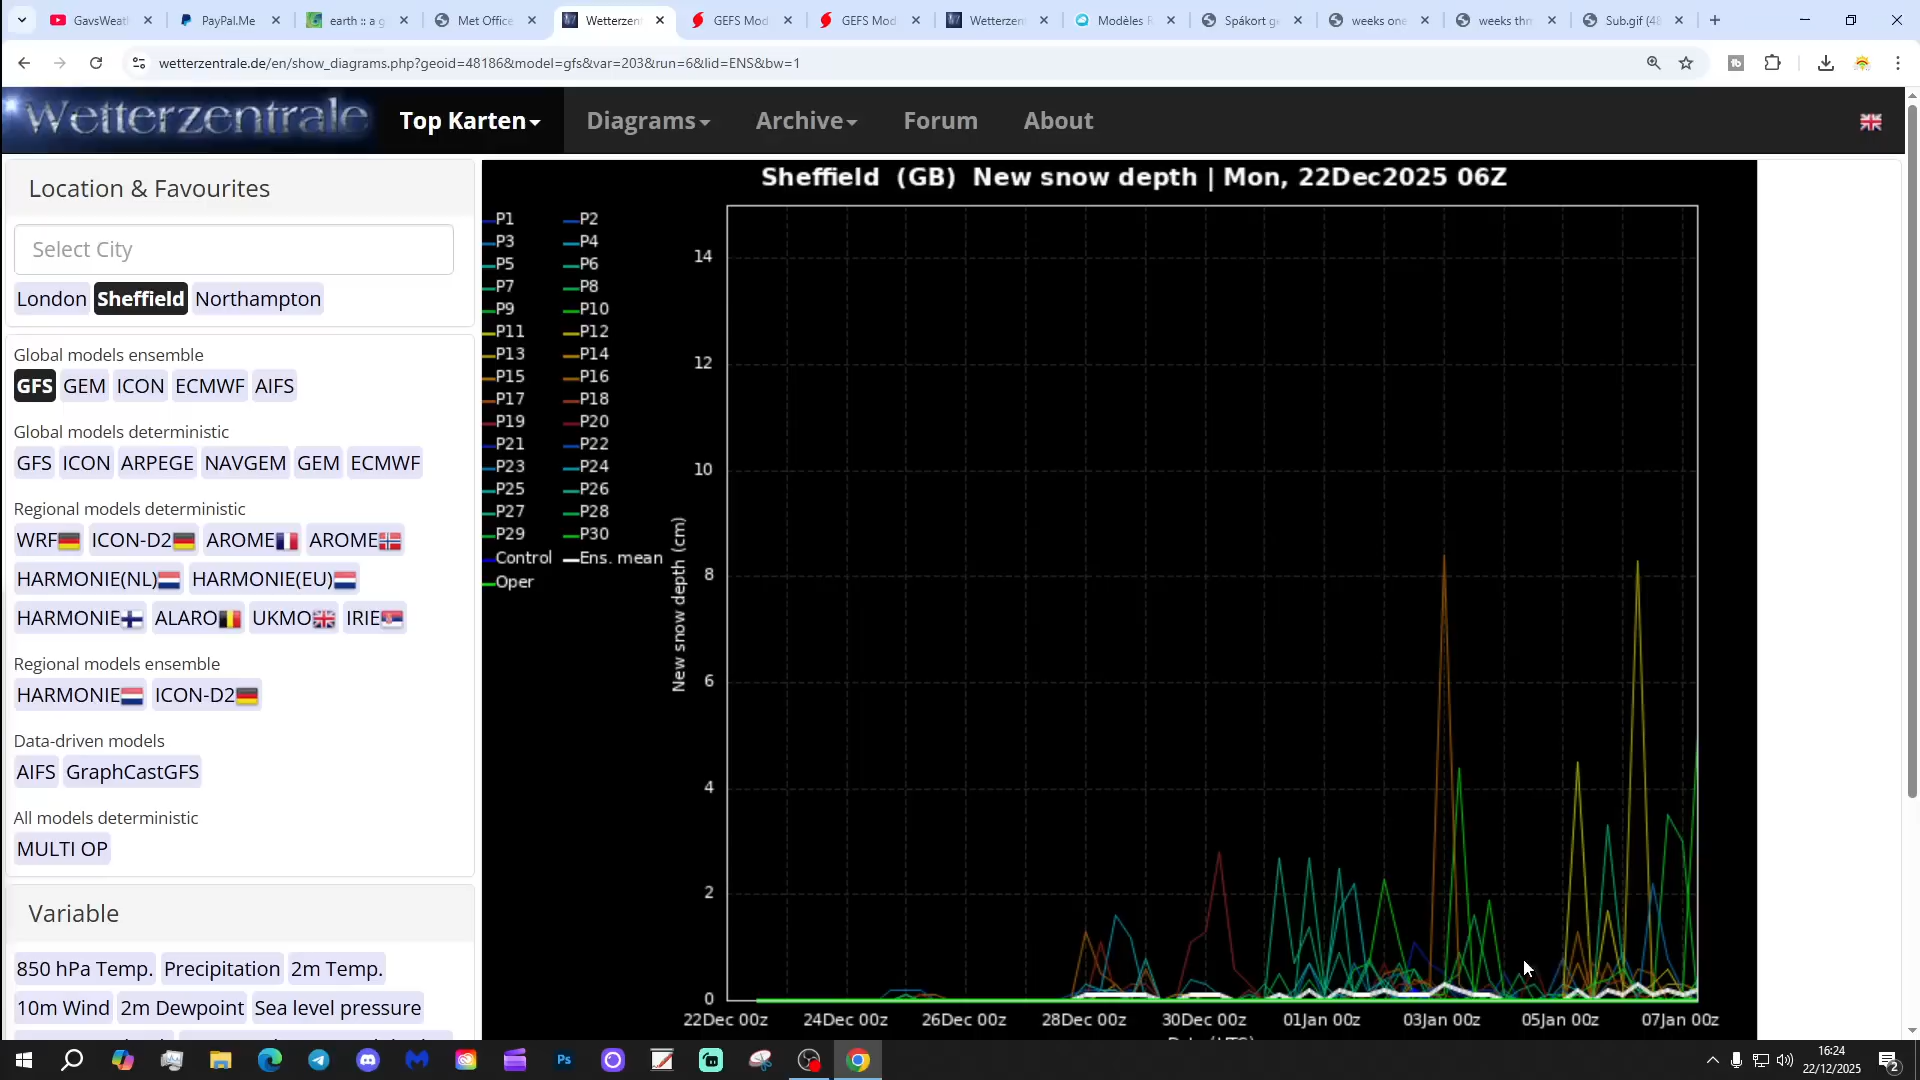 GavsWeat
PayPal.Me
earth :: a g
Met Office
Wetterzen
GEFS Mod
GEFS Mod
Wetterzen
Modèles
Spåkort g
weeks one
weeks thr
Sub.gif (48
wetterzentrale.de/en/show_diagrams.php?geoid=48186&model=gfs&var=203&run=6&lid=ENS&bw=1
Wetterzentrale
Top Karten
Diagrams
Archive
Forum
About
Location & Favourites
Select City
London Sheffield Northampton
Global models ensemble
GFS GEM ICON ECMWF AIFS
Global models deterministic
GFS ICON ARPEGE NAVGEM GEM ECMWF
Regional models deterministic
WRF ICON-D2 AROME AROME
HARMONIE(NL) HARMONIE(EU)
HARMONIE ALARO UKMO IRIE
Regional models ensemble
HARMONIE ICON-D2
Data-driven models
AIFS GraphCastGFS
All models deterministic
MULTI OP
Variable
850 hPa Temp. Precipitation 2m Temp.
10m Wind 2m Dewpoint Sea level pressure
Sheffield (GB) New snow depth | Mon, 22Dec2025 06Z
P1 P2
P3 P4
P5 P6
P7 P8
P9 P10
P11 P12
P13 P14
P15 P16
P17 P18
P19 P20
P21 P22
P23 P24
P25 P26
P27 P28
P29 P30
Control Ens. mean
Oper
New snow depth (cm)
14
12
10
8
6
4
2
0
22Dec 00z 24Dec 00z 26Dec 00z 28Dec 00z 30Dec 00z 01Jan 00z 03Jan 00z 05Jan 00z 07Jan 00z
16:24
22/12/2025
2